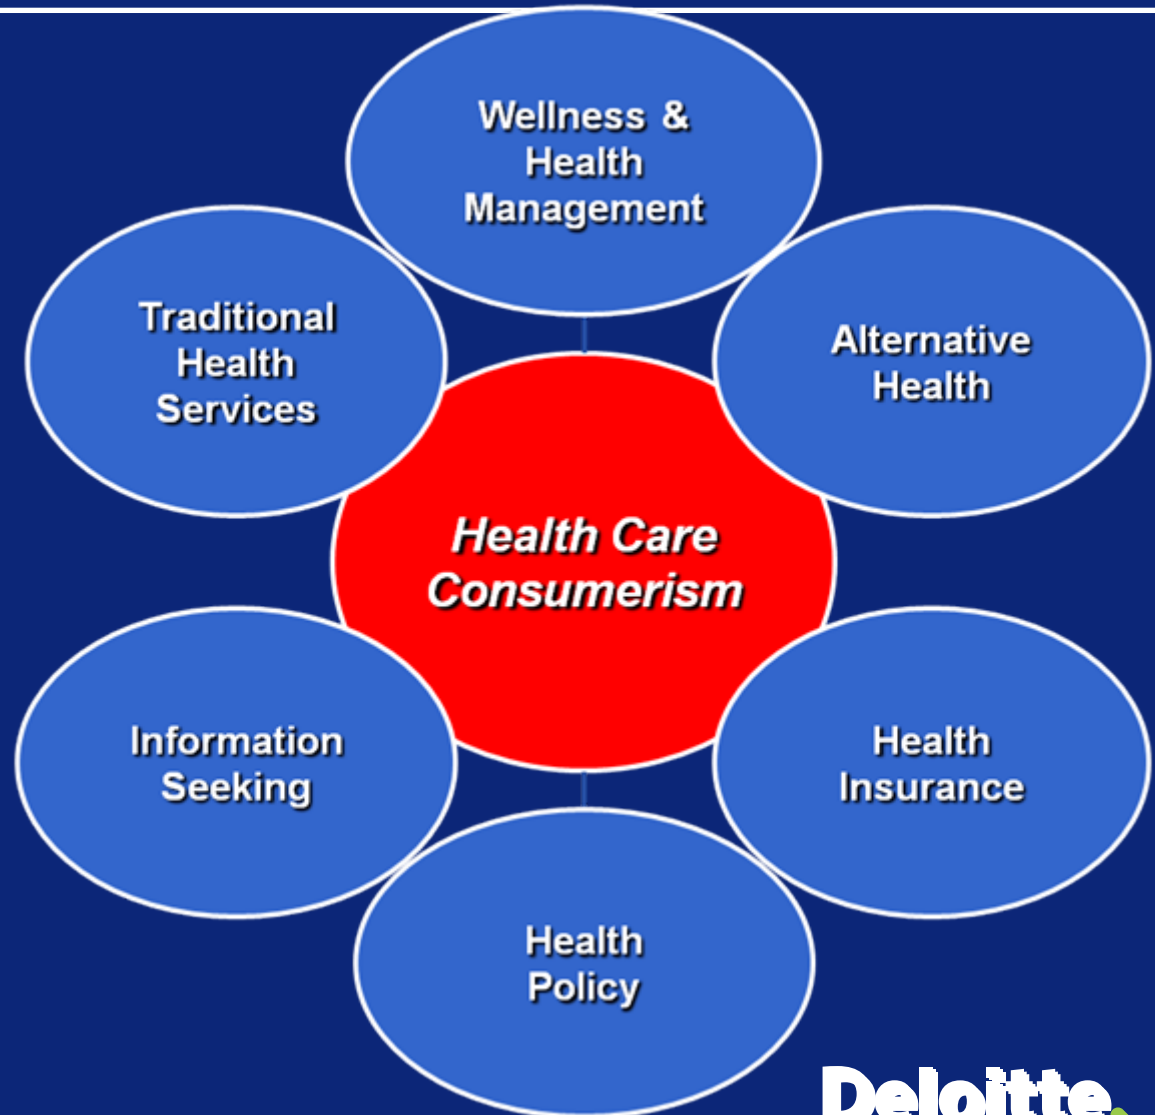 Wellness &
Health
Management
Traditional
Health
Services
Alternative
Health
Health Care
Consumerism
Information
Seeking
Health
Insurance
Health
Policy
Deloitte.